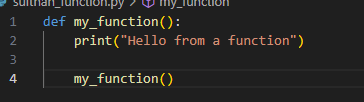 sulthan_function.py > my_function
1 def my_function():
2     print("Hello from a function")
3
4     my_function()